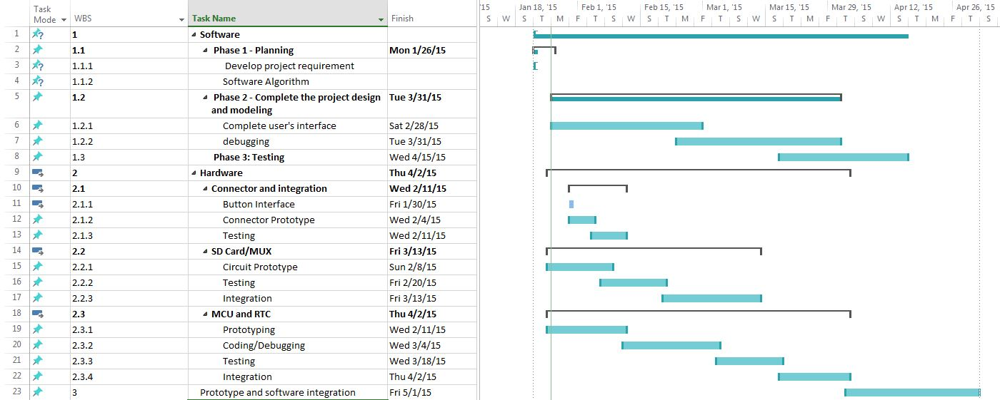 Task Mode WBS Task Name Finish
'15 Jan 18, '15 Feb 1, '15 Feb 15, '15 Mar 1, '15 Mar 15, '15 Mar 29, '15 Apr 12, '15 Apr 26, '15
S W S T M F T S W S T M F T S W S T M F T S W S T
1 1 Software
2 1.1 Phase 1 - Planning Mon 1/26/15
3 1.1.1 Develop project requirement
4 1.1.2 Software Algorithm
5 1.2 Phase 2 - Complete the project design Tue 3/31/15
and modeling
6 1.2.1 Complete user's interface Sat 2/28/15
7 1.2.2 debugging Tue 3/31/15
8 1.3 Phase 3: Testing Wed 4/15/15
9 2 Hardware Thu 4/2/15
10 2.1 Connector and integration Wed 2/11/15
11 2.1.1 Button Interface Fri 1/30/15
12 2.1.2 Connector Prototype Wed 2/4/15
13 2.1.3 Testing Wed 2/11/15
14 2.2 SD Card/MUX Fri 3/13/15
15 2.2.1 Circuit Prototype Sun 2/8/15
16 2.2.2 Testing Fri 2/20/15
17 2.2.3 Integration Fri 3/13/15
18 2.3 MCU and RTC Thu 4/2/15
19 2.3.1 Prototyping Wed 2/11/15
20 2.3.2 Coding/Debugging Wed 3/4/15
21 2.3.3 Testing Wed 3/18/15
22 2.3.4 Integration Thu 4/2/15
23 3 Prototype and software integration Fri 5/1/15